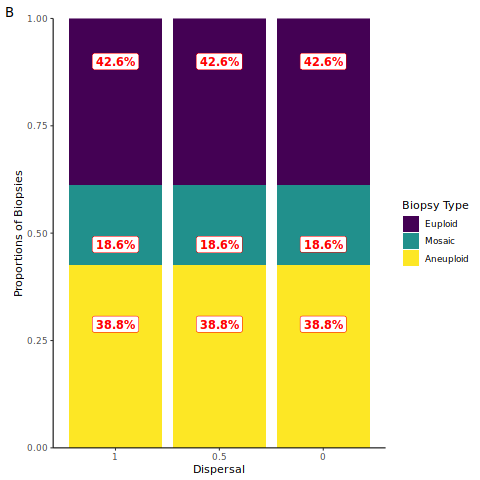 B
1.00
0.75
0.50
0.25
0.00
Proportions of Biopsies
42.6% 42.6% 42.6%
18.6% 18.6% 18.6%
38.8% 38.8% 38.8%
1 0.5 0
Dispersal
Biopsy Type
Euploid
Mosaic
Aneuploid